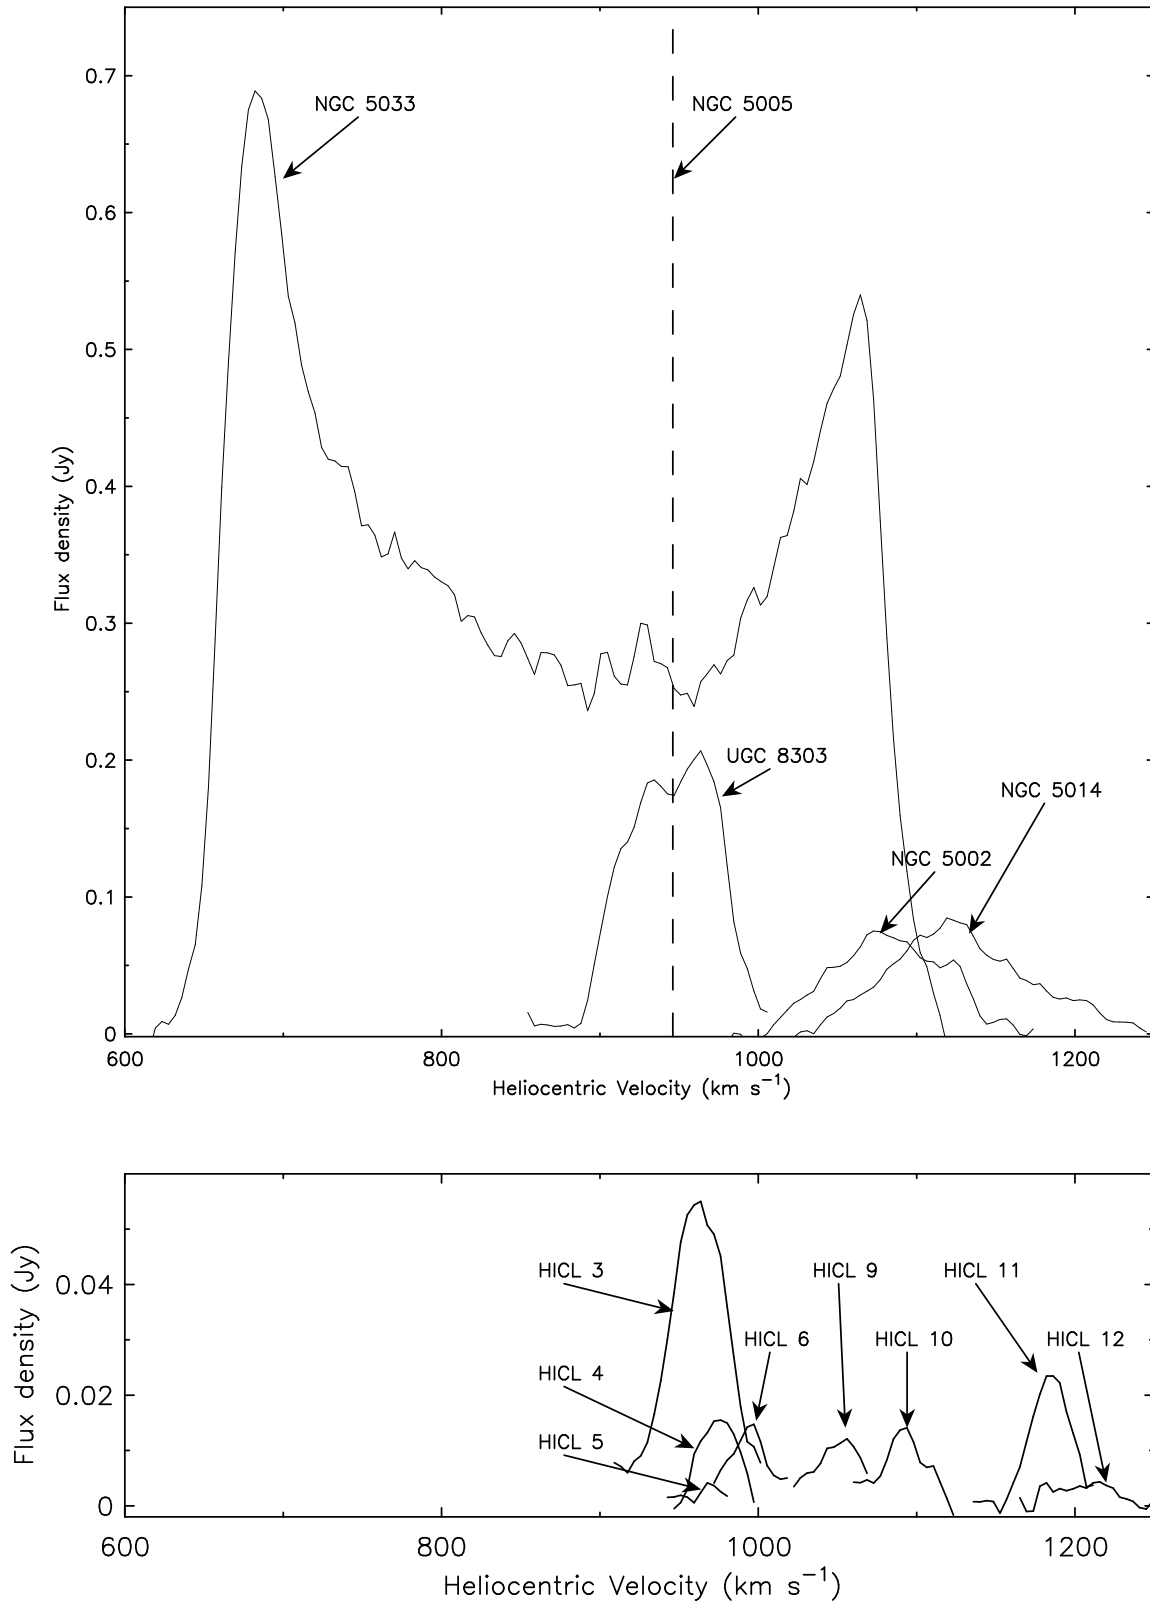 0.7
NGC 5033
NGC 5005
0.6
0.5
0.4
Flux density (Jy)
0.3
0.2
UGC 8303
NGC 5014
NGC 5002
0.1
0
600
800
1000
1200
Heliocentric Velocity (km s⁻¹)
HICL 3
HICL 9
HICL 11
0.04
HICL 6
HICL 10
HICL 12
HICL 4
0.02
HICL 5
Flux density (Jy)
0
600
800
1000
1200
Heliocentric Velocity (km s⁻¹)